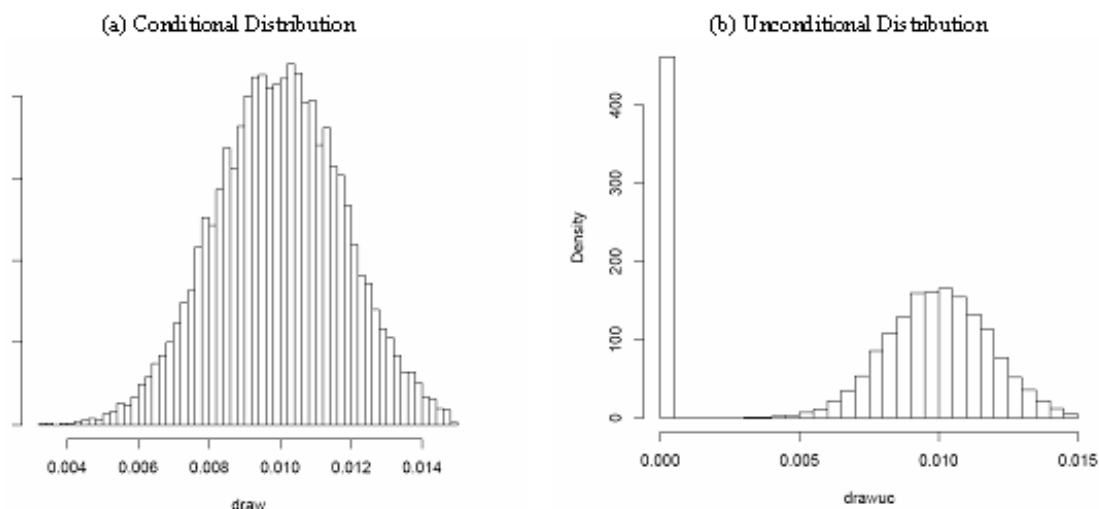 (a) Conditional Distribution
0.004 0.006 0.008 0.010 0.012 0.014
draw
(b) Unconditional Distribution
Density
400
300
200
100
0
0.000 0.005 0.010 0.015
drawuc